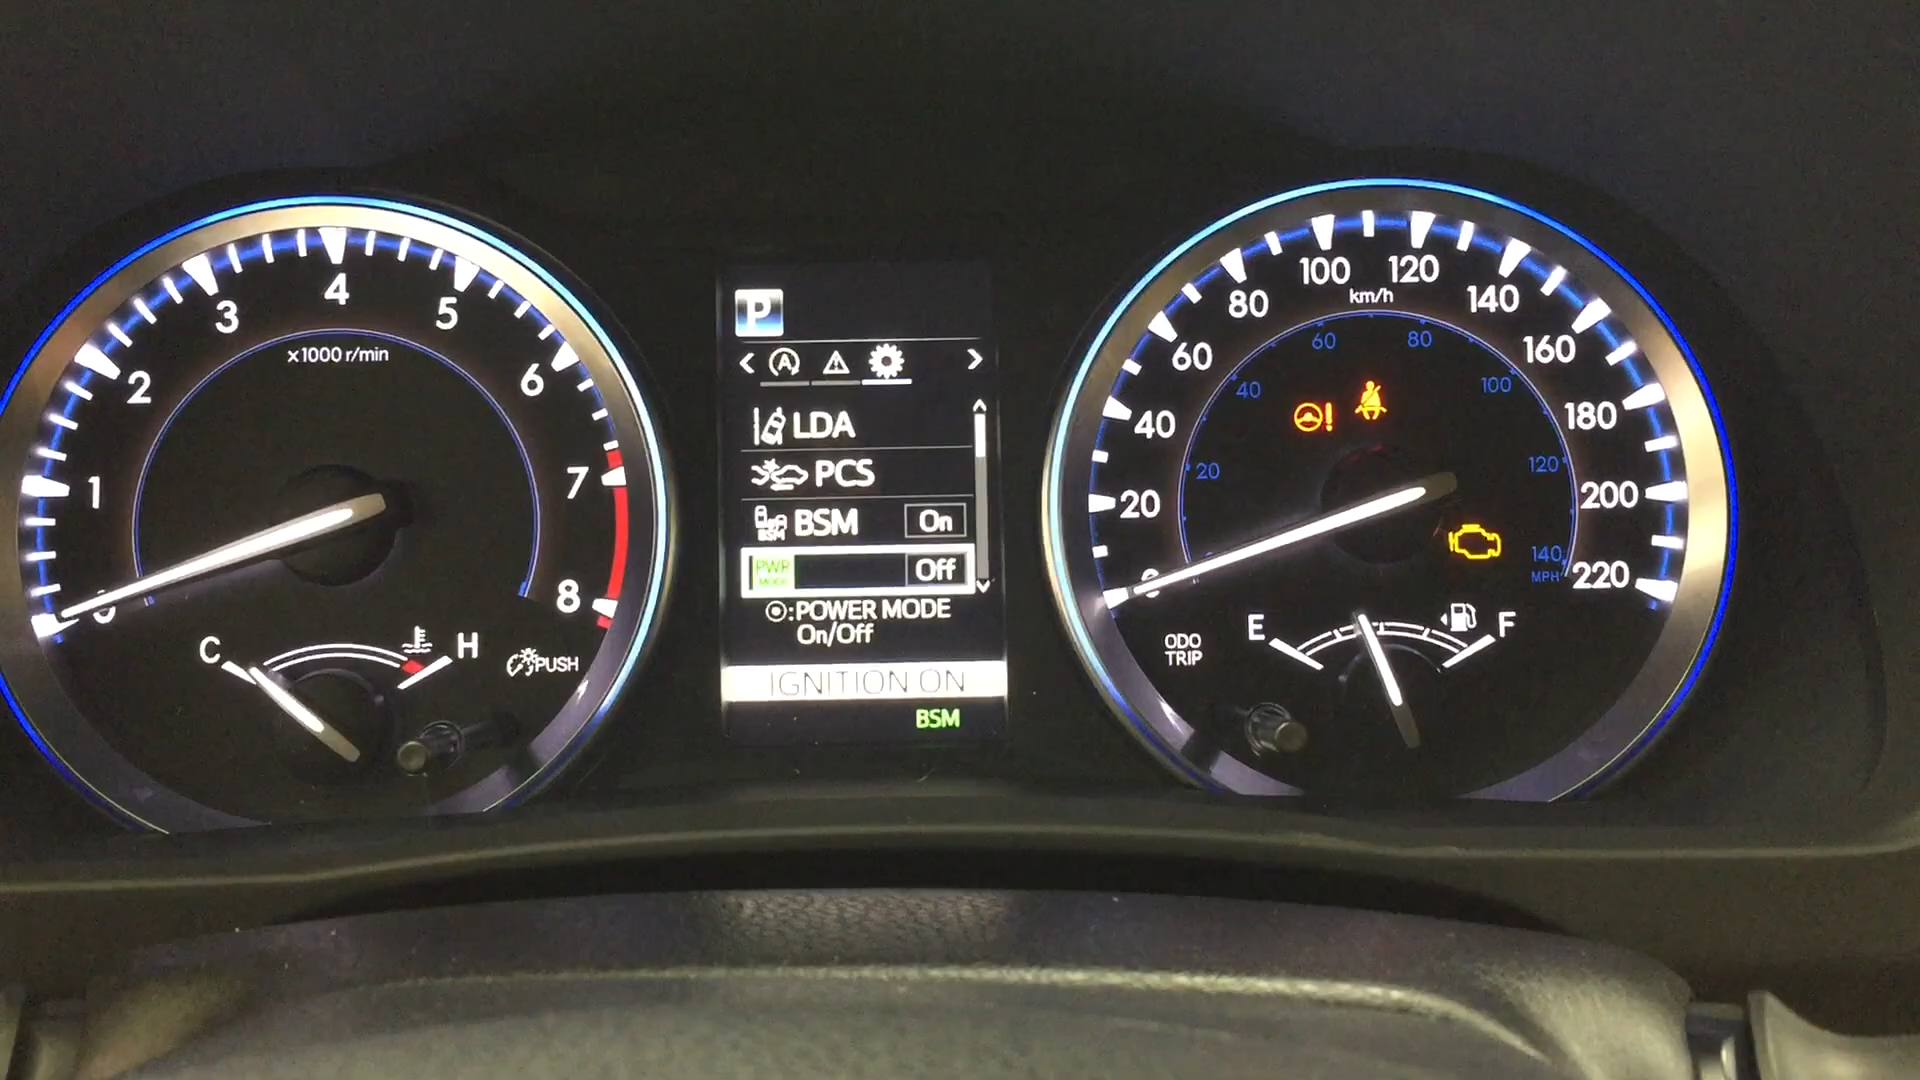 1
2
3
4
5
6
7
8
x1000 r/min
C
H
PUSH
P
A
LDA
PCS
BSM
BSM On
PWR
MODE
Off
:POWER MODE
On/Off
IGNITION ON
BSM
20
40
60
80
100
120
140
160
180
200
220
km/h
20
40
60
80
100
120
140
MPH
!
ODO
TRIP
E
F